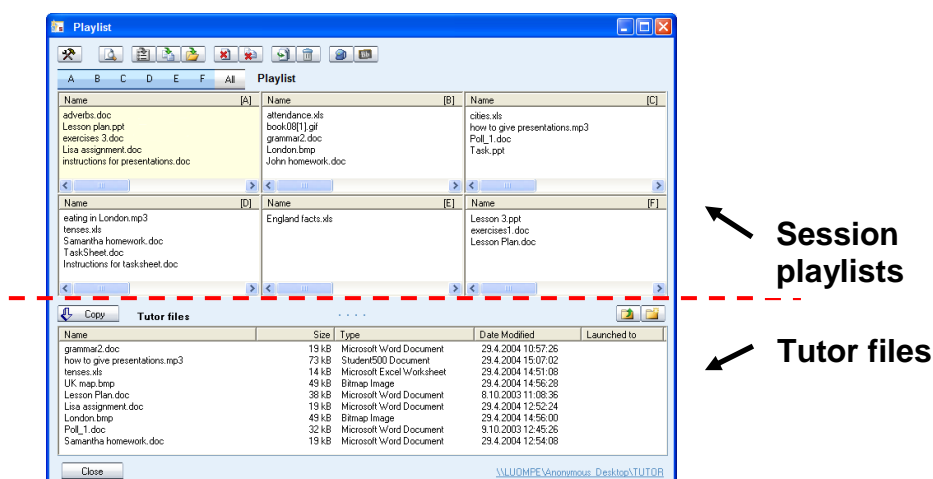 Playlist
A B C D E F All Playlist
Name [A]
adverbs.doc
Lesson plan.ppt
exercises 3.doc
Lisa assignment.doc
instructions for presentations.doc
Name [B]
attendance.xls
book08[1].gif
grammar2.doc
London.bmp
John homework.doc
Name [C]
cities.xls
how to give presentations.mp3
Poll_1.doc
Task.ppt
Name [D]
eating in London.mp3
tenses.xls
Samantha homework.doc
TaskSheet.doc
Instructions for tasksheet.doc
Name [E]
England facts.xls
Name [F]
Lesson 3.ppt
exercises1.doc
Lesson Plan.doc
Session
playlists
Copy Tutor files
Name Size Type Date Modified Launched to
grammar2.doc 19 kB Microsoft Word Document 29.4.2004 10:57:26
how to give presentations.mp3 73 kB Student500 Document 29.4.2004 15:07:02
tenses.xls 14 kB Microsoft Excel Worksheet 29.4.2004 14:51:08
UK map.bmp 49 kB Bitmap Image 29.4.2004 14:56:28
Lesson Plan.doc 38 kB Microsoft Word Document 8.10.2003 11:08:36
Lisa assignment.doc 19 kB Microsoft Word Document 29.4.2004 12:52:24
London.bmp 49 kB Bitmap Image 29.4.2004 14:56:00
Poll_1.doc 32 kB Microsoft Word Document 9.10.2003 12:45:26
Samantha homework.doc 19 kB Microsoft Word Document 29.4.2004 12:54:08
Tutor files
Close \\LUOMPE\Anonymous Desktop\TUTOR